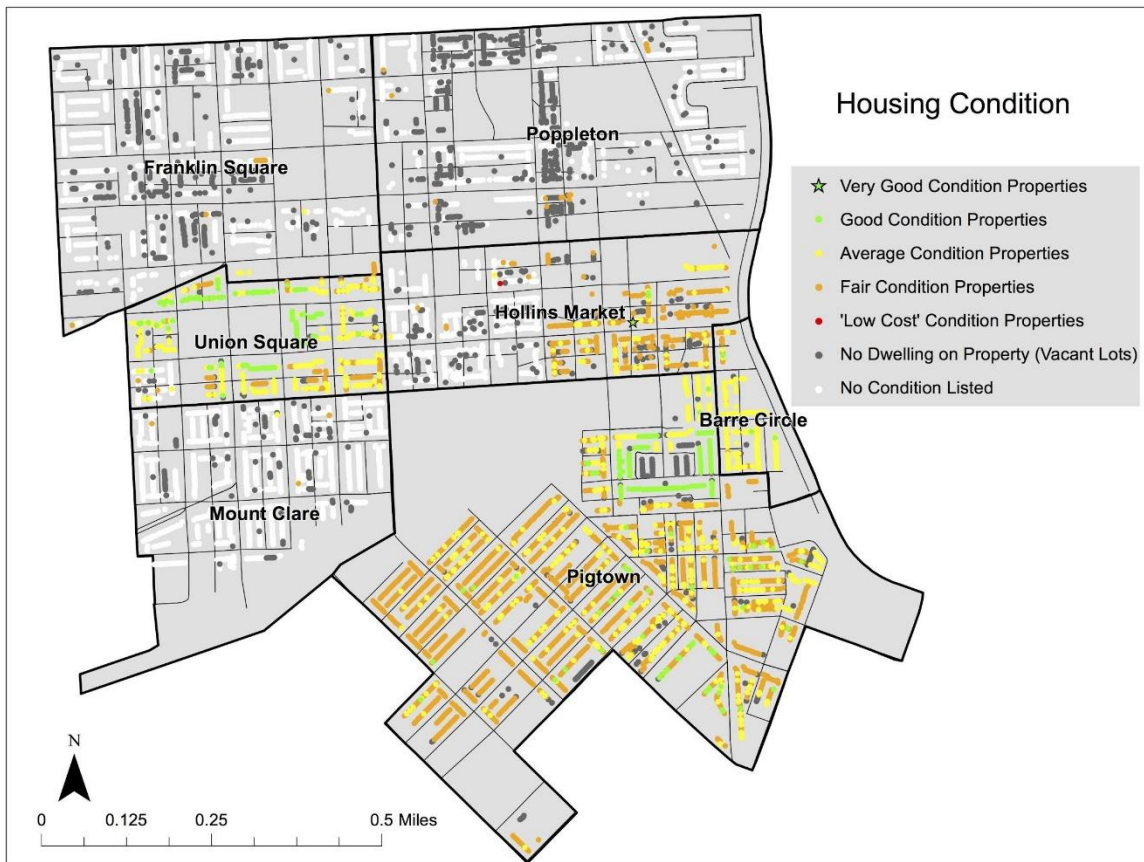 Housing Condition
Very Good Condition Properties
Good Condition Properties
Average Condition Properties
Fair Condition Properties
'Low Cost' Condition Properties
No Dwelling on Property (Vacant Lots)
No Condition Listed
Poppleton
Franklin Square
Hollins Market
Union Square
Barre Circle
Mount Clare
Pigtown
N
0 0.125 0.25 0.5 Miles